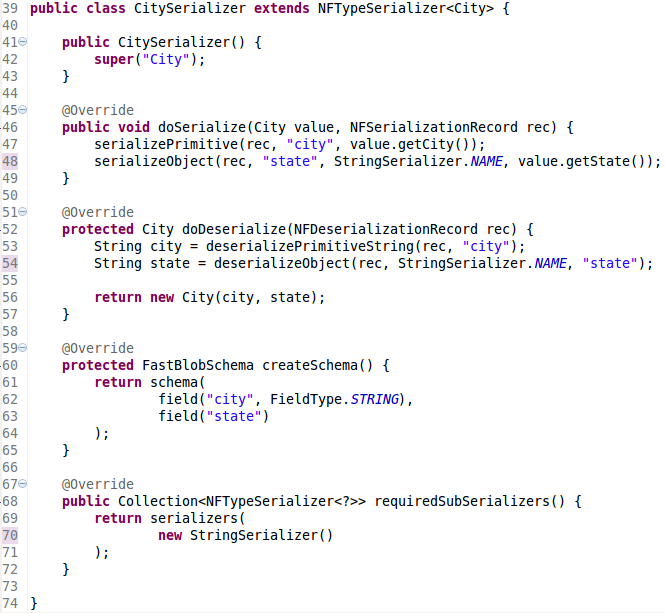 39 public class CitySerializer extends NFTypeSerializer<City> {
40
41 public CitySerializer() {
42 super("City");
43 }
44
45 @Override
46 public void doSerialize(City value, NFSerializationRecord rec) {
47 serializePrimitive(rec, "city", value.getCity());
48 serializeObject(rec, "state", StringSerializer.NAME, value.getState());
49 }
50
51 @Override
52 protected City doDeserialize(NFDeserializationRecord rec) {
53 String city = deserializePrimitiveString(rec, "city");
54 String state = deserializeObject(rec, StringSerializer.NAME, "state");
55
56 return new City(city, state);
57 }
58
59 @Override
60 protected FastBlobSchema createSchema() {
61 return schema(
62 field("city", FieldType.STRING),
63 field("state")
64 );
65 }
66
67 @Override
68 public Collection<NFTypeSerializer<?>> requiredSubSerializers() {
69 return serializers(
70 new StringSerializer()
71 );
72 }
73
74 }